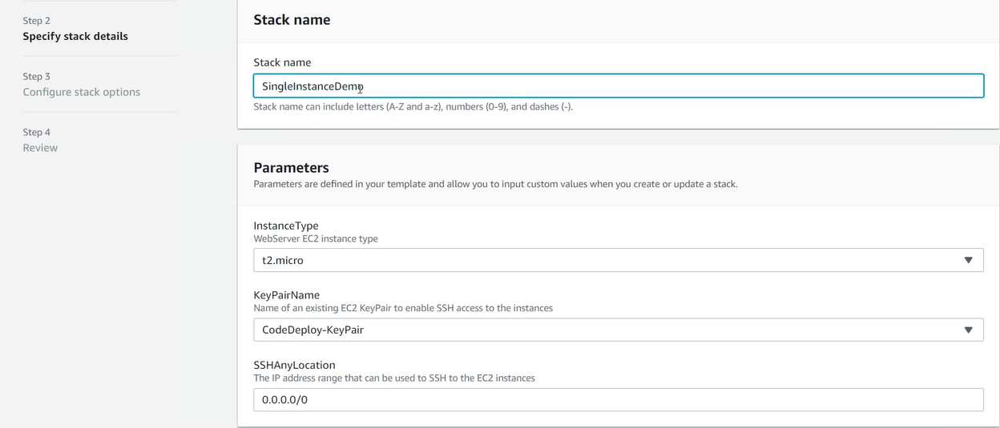 Step 2
Specify stack details
Step 3
Configure stack options
Step 4
Review
Stack name
Stack name
SingleInstanceDemo
Stack name can include letters (A-Z and a-z), numbers (0-9), and dashes (-).
Parameters
Parameters are defined in your template and allow you to input custom values when you create or update a stack.
InstanceType
WebServer EC2 instance type
t2.micro
KeyPairName
Name of an existing EC2 KeyPair to enable SSH access to the instances
CodeDeploy-KeyPair
SSHAnyLocation
The IP address range that can be used to SSH to the EC2 instances
0.0.0.0/0